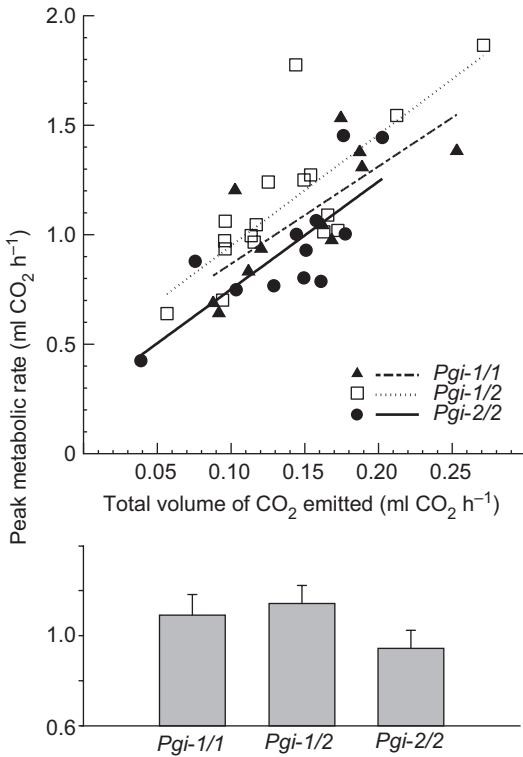 2.0
1.5
1.0
0.5
0
0.05
0.10
0.15
0.20
0.25
Pgi-1/1
Pgi-1/2
Pgi-2/2
Total volume of CO₂ emitted (ml CO₂ h⁻¹)
Peak metabolic rate (ml CO₂ h⁻¹)
1.0
0.6
Pgi-1/1
Pgi-1/2
Pgi-2/2